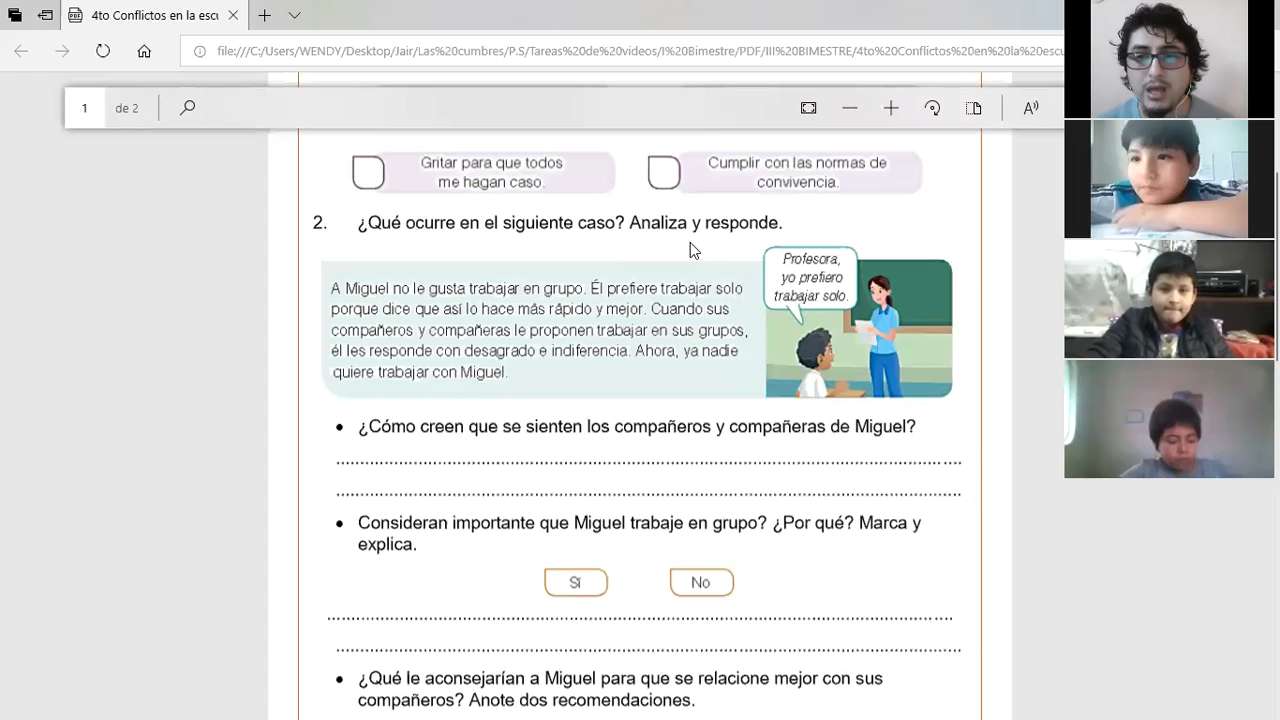 4to Conflictos en la escu
file:///C:/Users/WENDY/Desktop/Jair/Las%20cumbres/P.S/Tareas%20de%20videos/I%20Bimestre/PDF/III%20BIMESTRE/4to%20Conflictos%20en%20la%20escu
1 de 2
Gritar para que todos
me hagan caso.
Cumplir con las normas de
convivencia.
2. ¿Qué ocurre en el siguiente caso? Analiza y responde.
A Miguel no le gusta trabajar en grupo. Él prefiere trabajar solo
porque dice que así lo hace más rápido y mejor. Cuando sus
compañeros y compañeras le proponen trabajar en sus grupos,
él les responde con desagrado e indiferencia. Ahora, ya nadie
quiere trabajar con Miguel.
Profesora,
yo prefiero
trabajar solo.
• ¿Cómo creen que se sienten los compañeros y compañeras de Miguel?
• Consideran importante que Miguel trabaje en grupo? ¿Por qué? Marca y
explica.
Sí
No
• ¿Qué le aconsejarían a Miguel para que se relacione mejor con sus
compañeros? Anote dos recomendaciones.